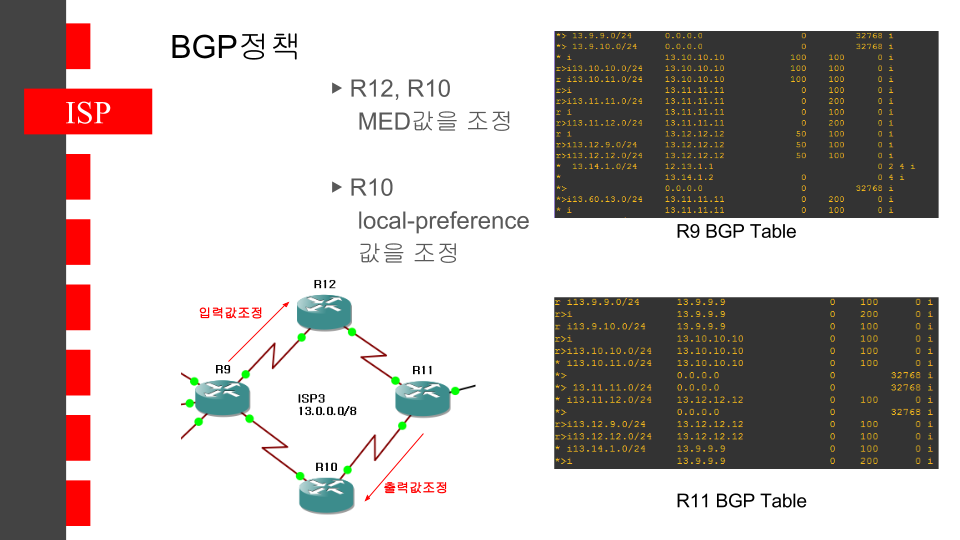 BGP정책
ISP
▶ R12, R10
MED값을 조정
▶ R10
local-preference
값을 조정
*> 13.9.9.0/24 0.0.0.0 0 32768 i
*> 13.9.10.0/24 0.0.0.0 0 32768 i
* i 13.10.10.10 100 100 0 i
r>i13.10.10.0/24 13.10.10.10 100 100 0 i
r i13.10.11.0/24 13.10.10.10 100 100 0 i
r>i 13.11.11.11 0 200 0 i
r>i13.11.11.0/24 13.11.11.11 0 200 0 i
r i 13.11.11.11 0 100 0 i
r>i13.11.12.0/24 13.11.11.11 0 200 0 i
r i 13.12.12.12 50 100 0 i
r>i13.12.9.0/24 13.12.12.12 50 100 0 i
r>i13.12.12.0/24 13.12.12.12 50 100 0 i
* 13.14.1.0/24 12.13.1.1 0 2 4 i
* 13.14.1.2 0 0 4 i
*> 0.0.0.0 0 32768 i
*>i13.60.13.0/24 13.11.11.11 0 200 0 i
* i 13.11.11.11 0 100 0 i
R9 BGP Table
R12
입력값조정
R9
R11
ISP3
13.0.0.0/8
R10
출력값조정
r i13.9.9.0/24 13.9.9.9 0 100 0 i
r>i 13.9.9.9 0 200 0 i
r i13.9.10.0/24 13.9.9.9 0 100 0 i
r>i 13.10.10.10 0 100 0 i
r>i13.10.10.0/24 13.10.10.10 0 100 0 i
* i13.10.11.0/24 13.10.10.10 0 100 0 i
*> 0.0.0.0 0 32768 i
*> 13.11.11.0/24 0.0.0.0 0 32768 i
* i13.11.12.0/24 13.12.12.12 0 100 0 i
*> 0.0.0.0 0 32768 i
r>i13.12.9.0/24 13.12.12.12 0 100 0 i
r>i13.12.12.0/24 13.12.12.12 0 100 0 i
* i13.14.1.0/24 13.9.9.9 0 100 0 i
*>i 13.9.9.9 0 200 0 i
R11 BGP Table